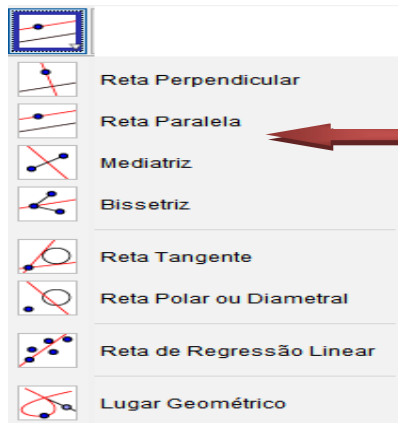 Reta Perpendicular
Reta Paralela
Mediatriz
Bissetriz
Reta Tangente
Reta Polar ou Diametral
Reta de Regressão Linear
Lugar Geométrico